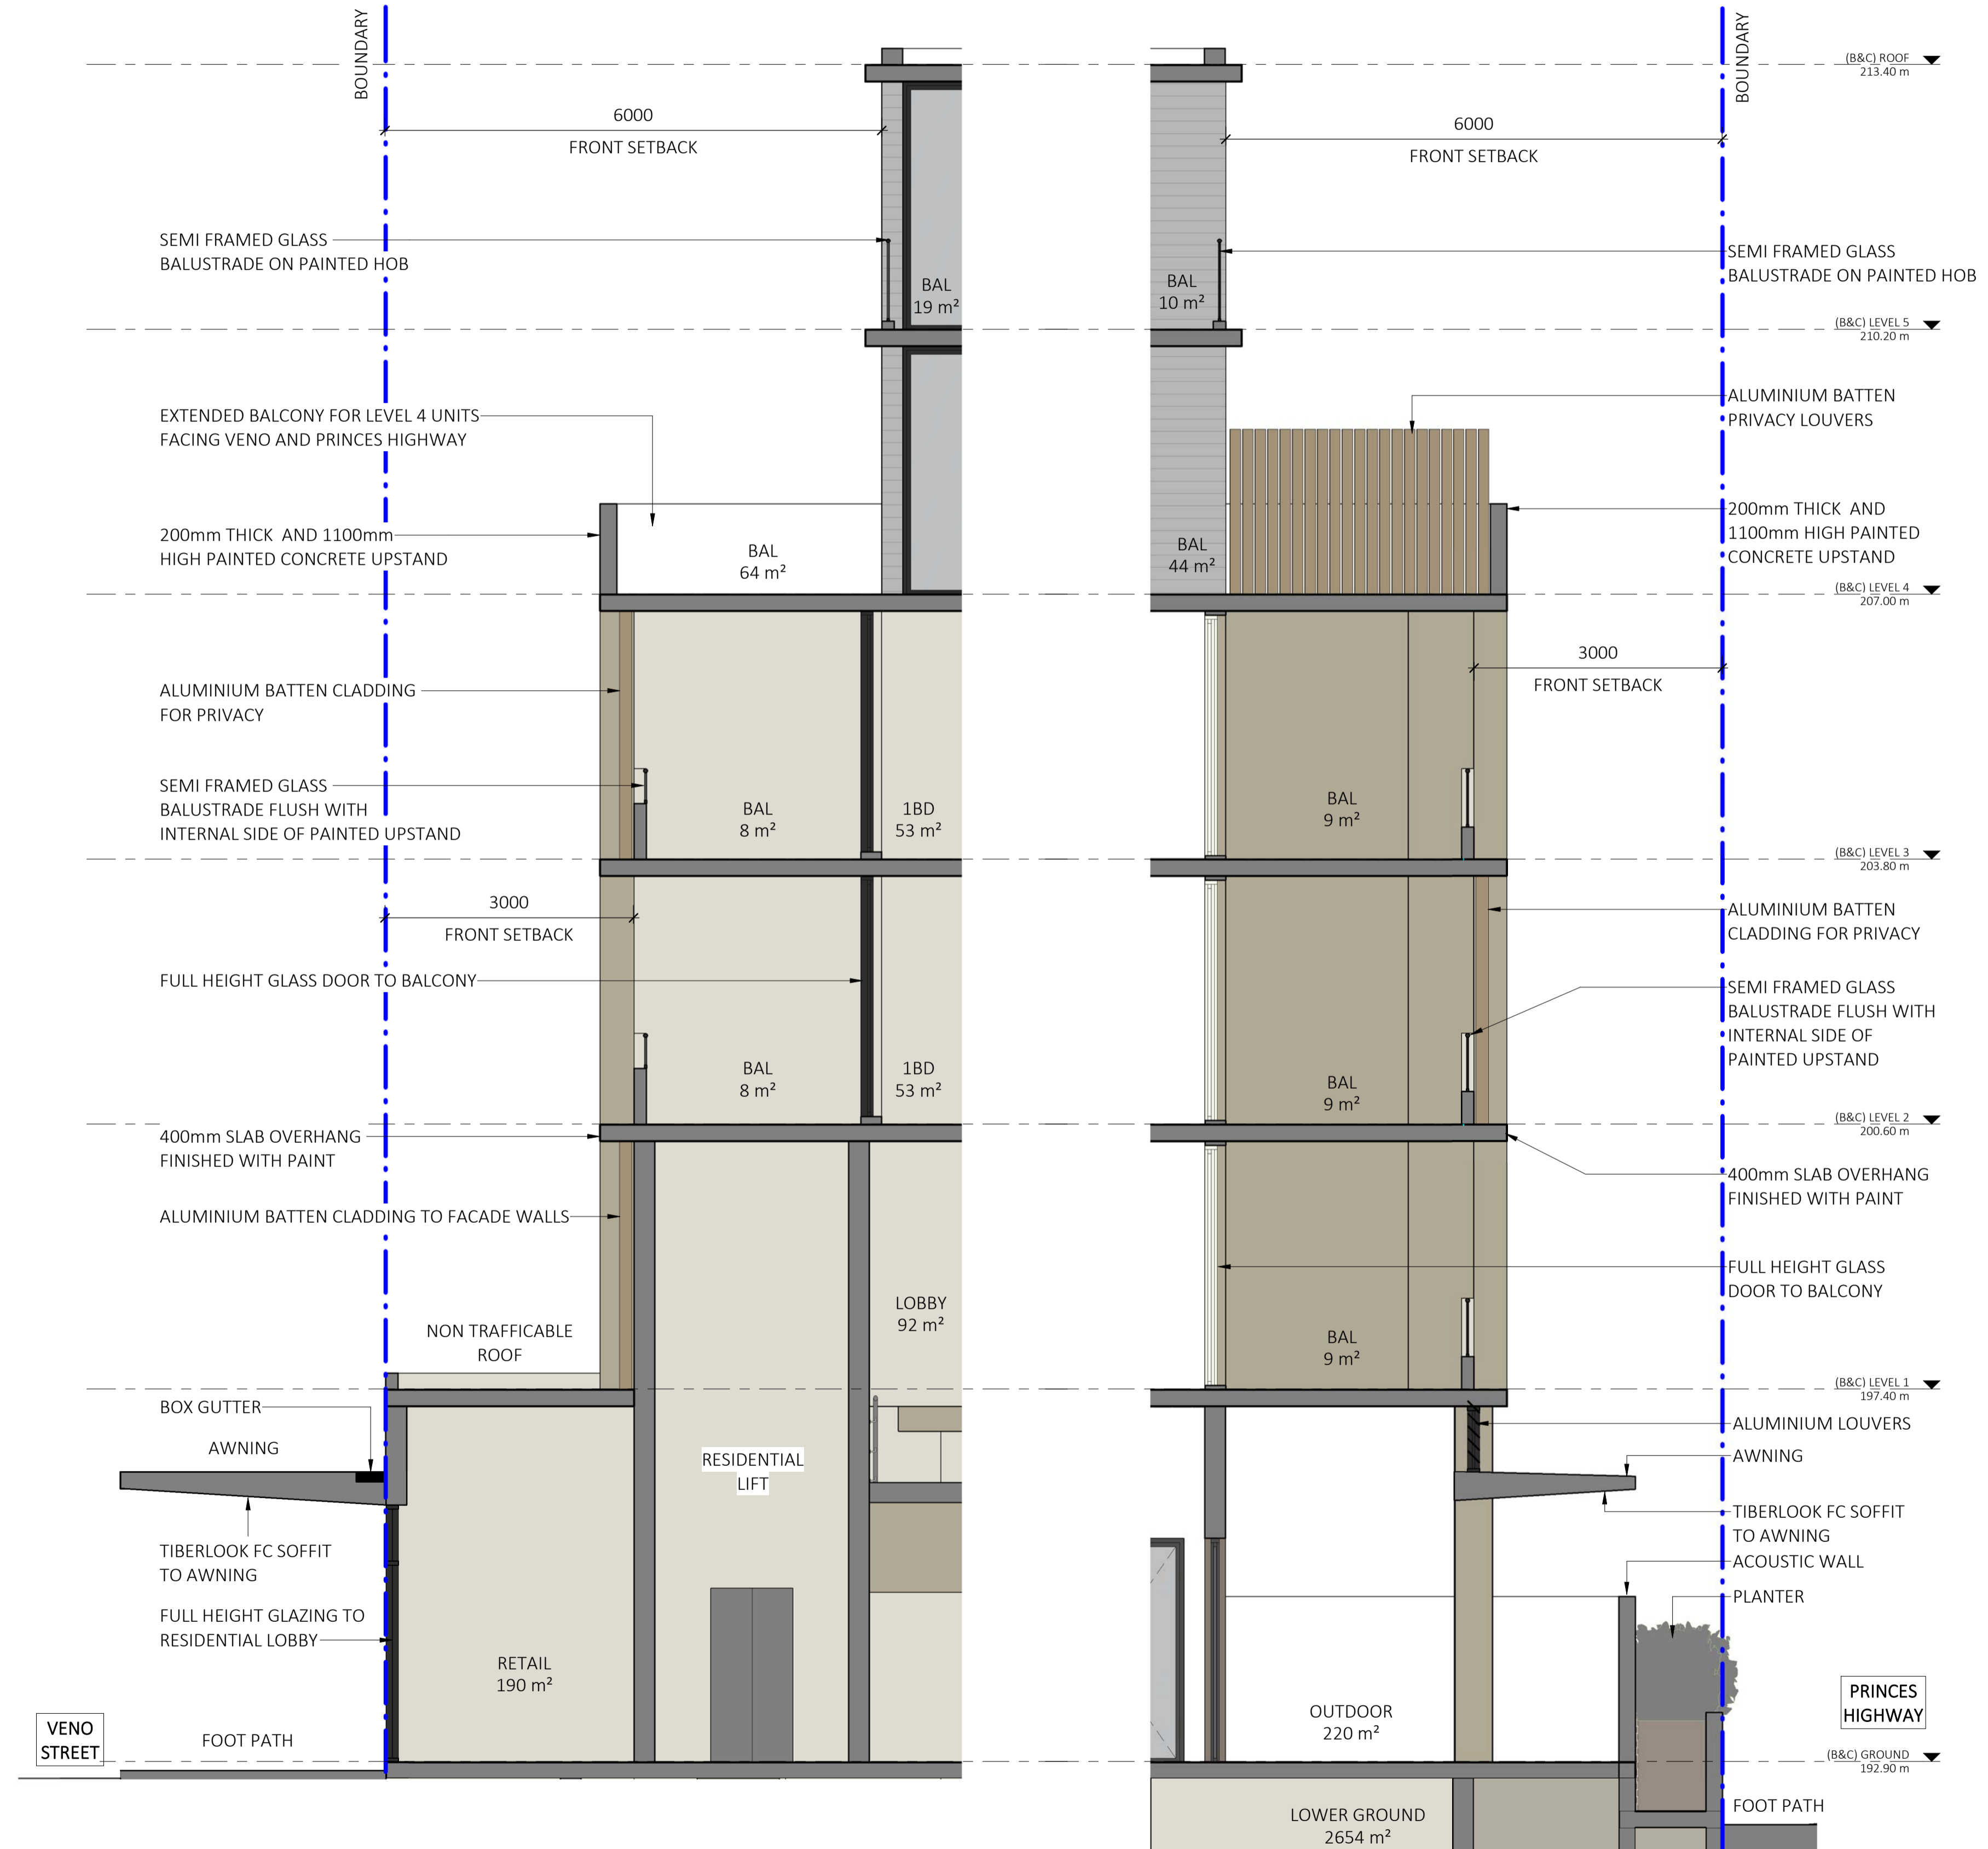 BOUNDARY
BOUNDARY
(B&C) ROOF
213.40 m
6000
FRONT SETBACK
6000
FRONT SETBACK
SEMI FRAMED GLASS
BALUSTRADE ON PAINTED HOB
BAL
19 m²
BAL
10 m²
SEMI FRAMED GLASS
BALUSTRADE ON PAINTED HOB
(B&C) LEVEL 5
210.20 m
EXTENDED BALCONY FOR LEVEL 4 UNITS
FACING VENO AND PRINCES HIGHWAY
ALUMINIUM BATTEN
PRIVACY LOUVERS
200mm THICK AND 1100mm
HIGH PAINTED CONCRETE UPSTAND
BAL
64 m²
BAL
44 m²
200mm THICK AND
1100mm HIGH PAINTED
CONCRETE UPSTAND
(B&C) LEVEL 4
207.00 m
3000
FRONT SETBACK
ALUMINIUM BATTEN CLADDING
FOR PRIVACY
SEMI FRAMED GLASS
BALUSTRADE FLUSH WITH
INTERNAL SIDE OF PAINTED UPSTAND
BAL
8 m²
1BD
53 m²
BAL
9 m²
(B&C) LEVEL 3
203.80 m
3000
FRONT SETBACK
ALUMINIUM BATTEN
CLADDING FOR PRIVACY
FULL HEIGHT GLASS DOOR TO BALCONY
SEMI FRAMED GLASS
BALUSTRADE FLUSH WITH
INTERNAL SIDE OF
PAINTED UPSTAND
BAL
8 m²
1BD
53 m²
BAL
9 m²
(B&C) LEVEL 2
200.60 m
400mm SLAB OVERHANG
FINISHED WITH PAINT
400mm SLAB OVERHANG
FINISHED WITH PAINT
ALUMINIUM BATTEN CLADDING TO FACADE WALLS
FULL HEIGHT GLASS
DOOR TO BALCONY
LOBBY
92 m²
NON TRAFFICABLE
ROOF
BAL
9 m²
(B&C) LEVEL 1
197.40 m
BOX GUTTER
ALUMINIUM LOUVERS
AWNING
AWNING
RESIDENTIAL
LIFT
TIBERLOOK FC SOFFIT
TO AWNING
TIBERLOOK FC SOFFIT
TO AWNING
ACOUSTIC WALL
PLANTER
FULL HEIGHT GLAZING TO
RESIDENTIAL LOBBY
RETAIL
190 m²
OUTDOOR
220 m²
PRINCES
HIGHWAY
VENO
STREET
FOOT PATH
(B&C) GROUND
192.90 m
FOOT PATH
LOWER GROUND
2654 m²